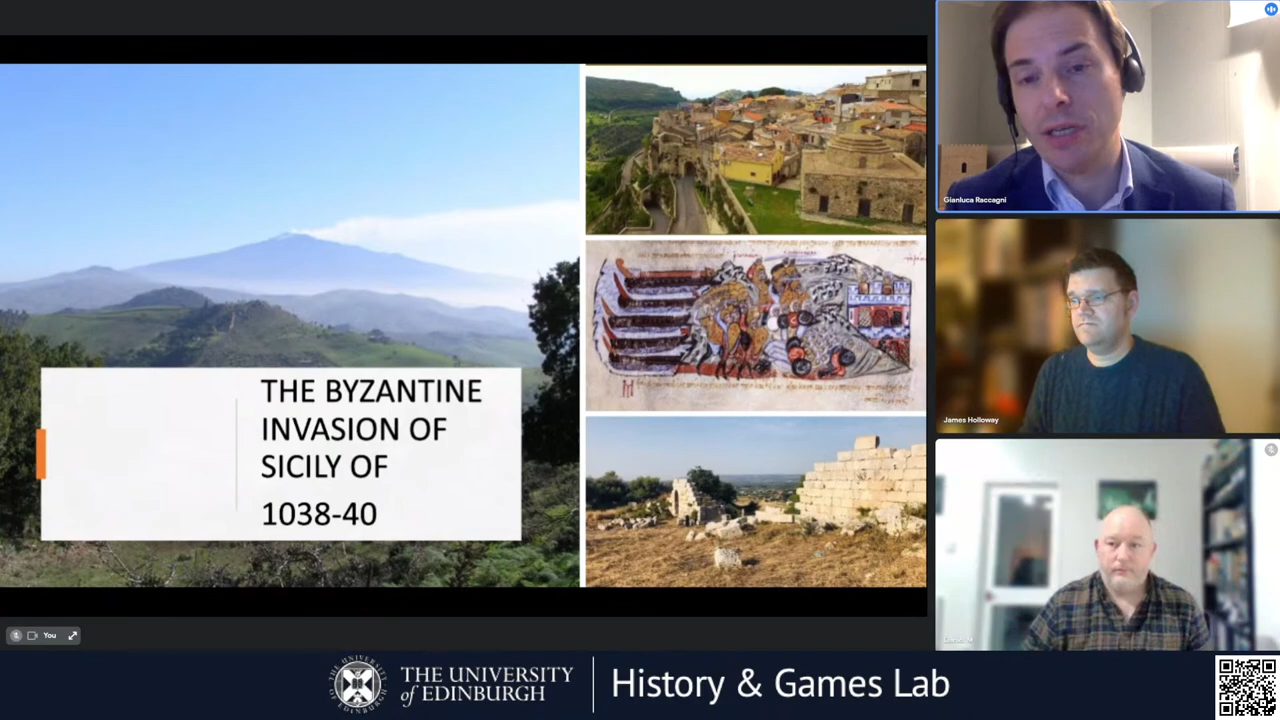 THE BYZANTINE
INVASION OF
SICILY OF
1038-40
Gianluca Raccagni
James Holloway
You
THE UNIVERSITY
of EDINBURGH
History & Games Lab